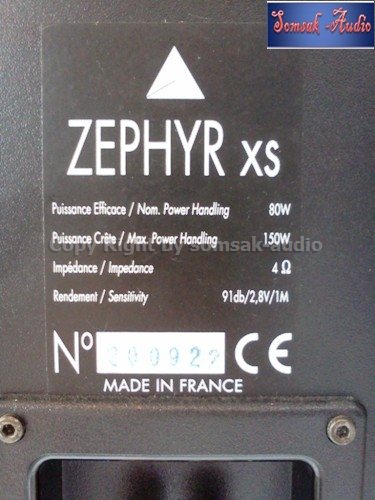 Somsak-Audio
ZEPHYR xs
Puissance Efficace / Nom. Power Handling 80W
Puissance Crête / Max. Power Handling 150W
Copy Right by somsak-audio
Impédance / Impedance 4 Ω
Rendement / Sensitivity 91db/2,8V/1M
N° 200922 CE
MADE IN FRANCE